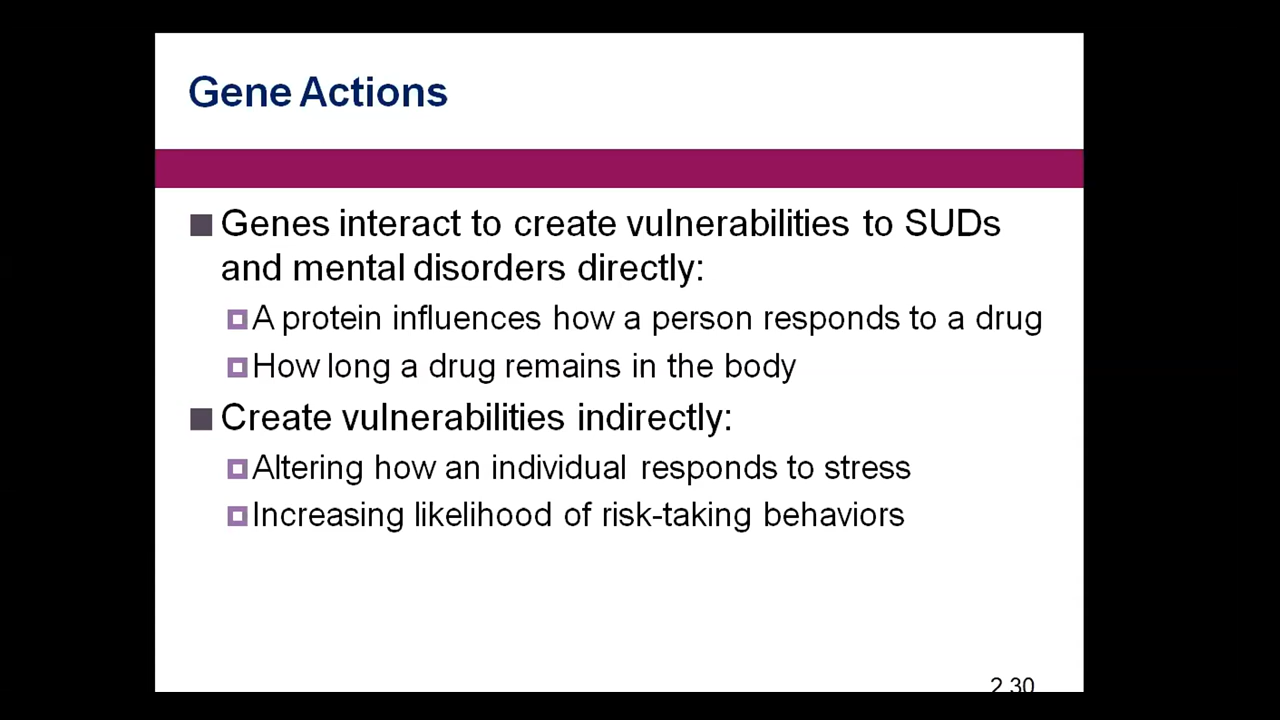 Gene Actions
Genes interact to create vulnerabilities to SUDs
and mental disorders directly:
A protein influences how a person responds to a drug
How long a drug remains in the body
Create vulnerabilities indirectly:
Altering how an individual responds to stress
Increasing likelihood of risk-taking behaviors
2.30